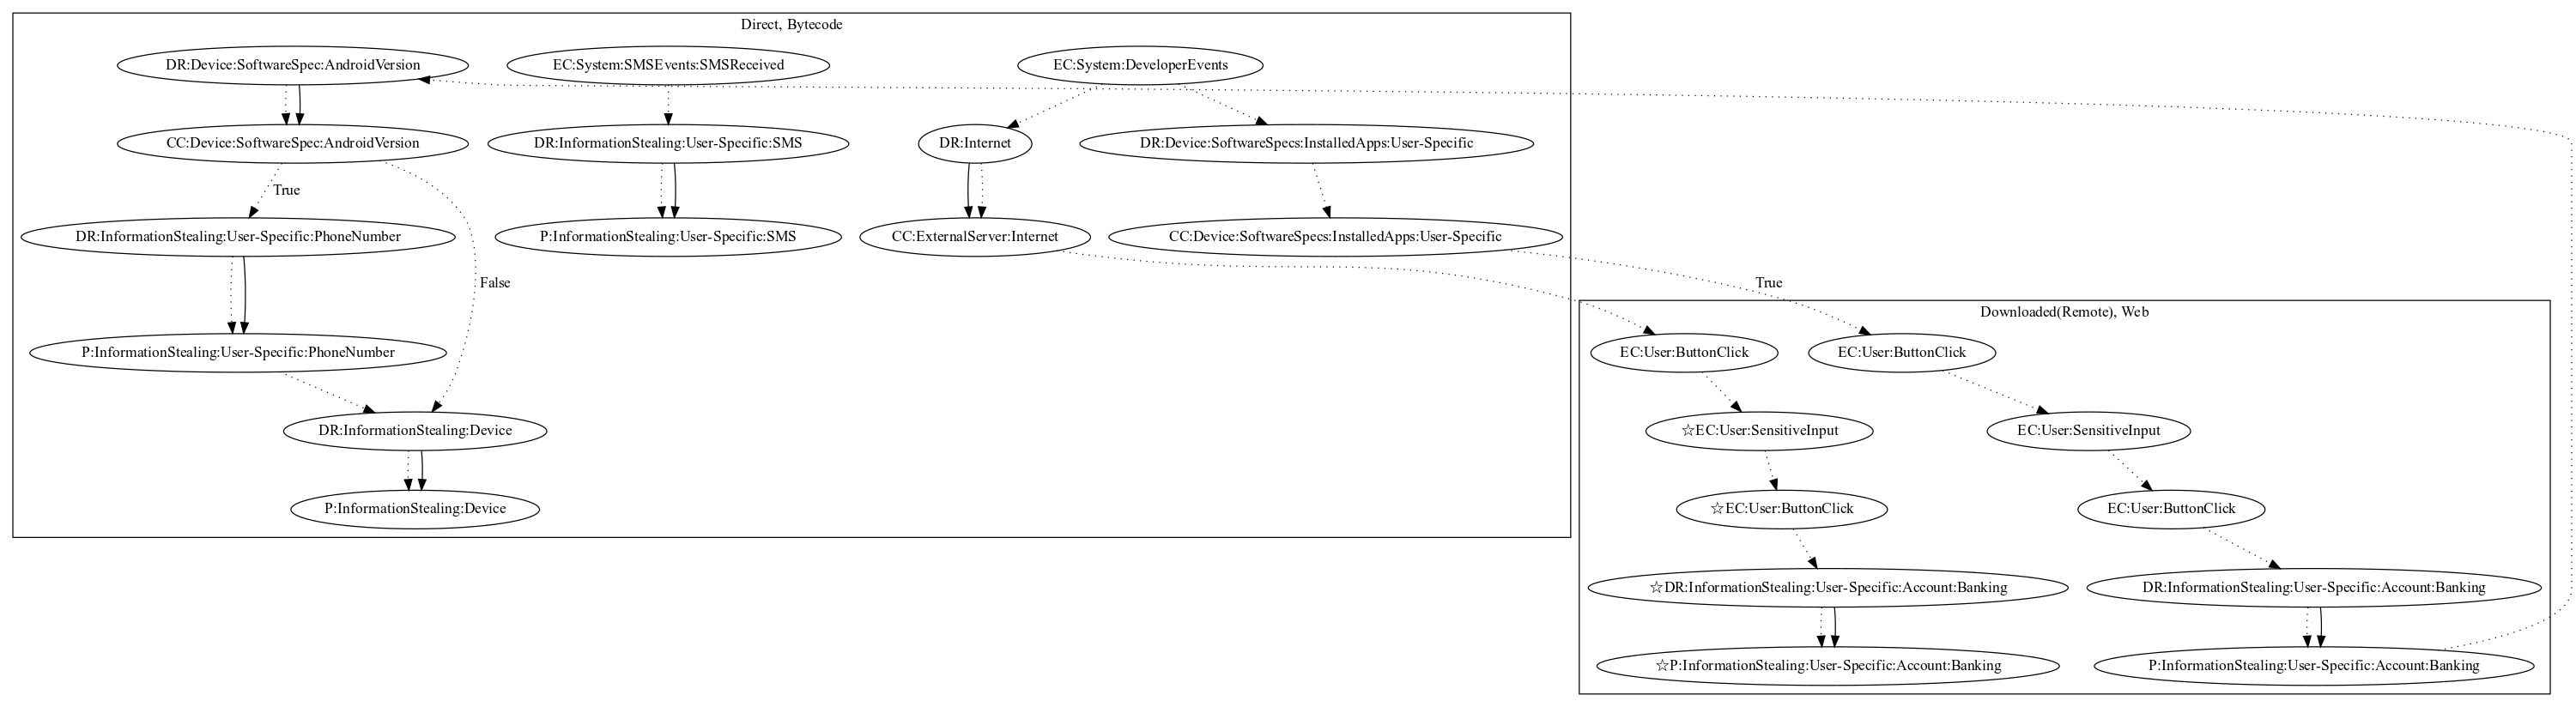 Direct, Bytecode
DR:Device:SoftwareSpec:AndroidVersion
EC:System:SMSEvents:SMSReceived
EC:System:DeveloperEvents
CC:Device:SoftwareSpec:AndroidVersion
DR:InformationStealing:User-Specific:SMS
DR:Internet
DR:Device:SoftwareSpecs:InstalledApps:User-Specific
True
DR:InformationStealing:User-Specific:PhoneNumber
P:InformationStealing:User-Specific:SMS
CC:ExternalServer:Internet
CC:Device:SoftwareSpecs:InstalledApps:User-Specific
False
True
Downloaded(Remote), Web
P:InformationStealing:User-Specific:PhoneNumber
EC:User:ButtonClick
EC:User:ButtonClick
DR:InformationStealing:Device
☆EC:User:SensitiveInput
EC:User:SensitiveInput
P:InformationStealing:Device
☆EC:User:ButtonClick
EC:User:ButtonClick
☆DR:InformationStealing:User-Specific:Account:Banking
DR:InformationStealing:User-Specific:Account:Banking
☆P:InformationStealing:User-Specific:Account:Banking
P:InformationStealing:User-Specific:Account:Banking